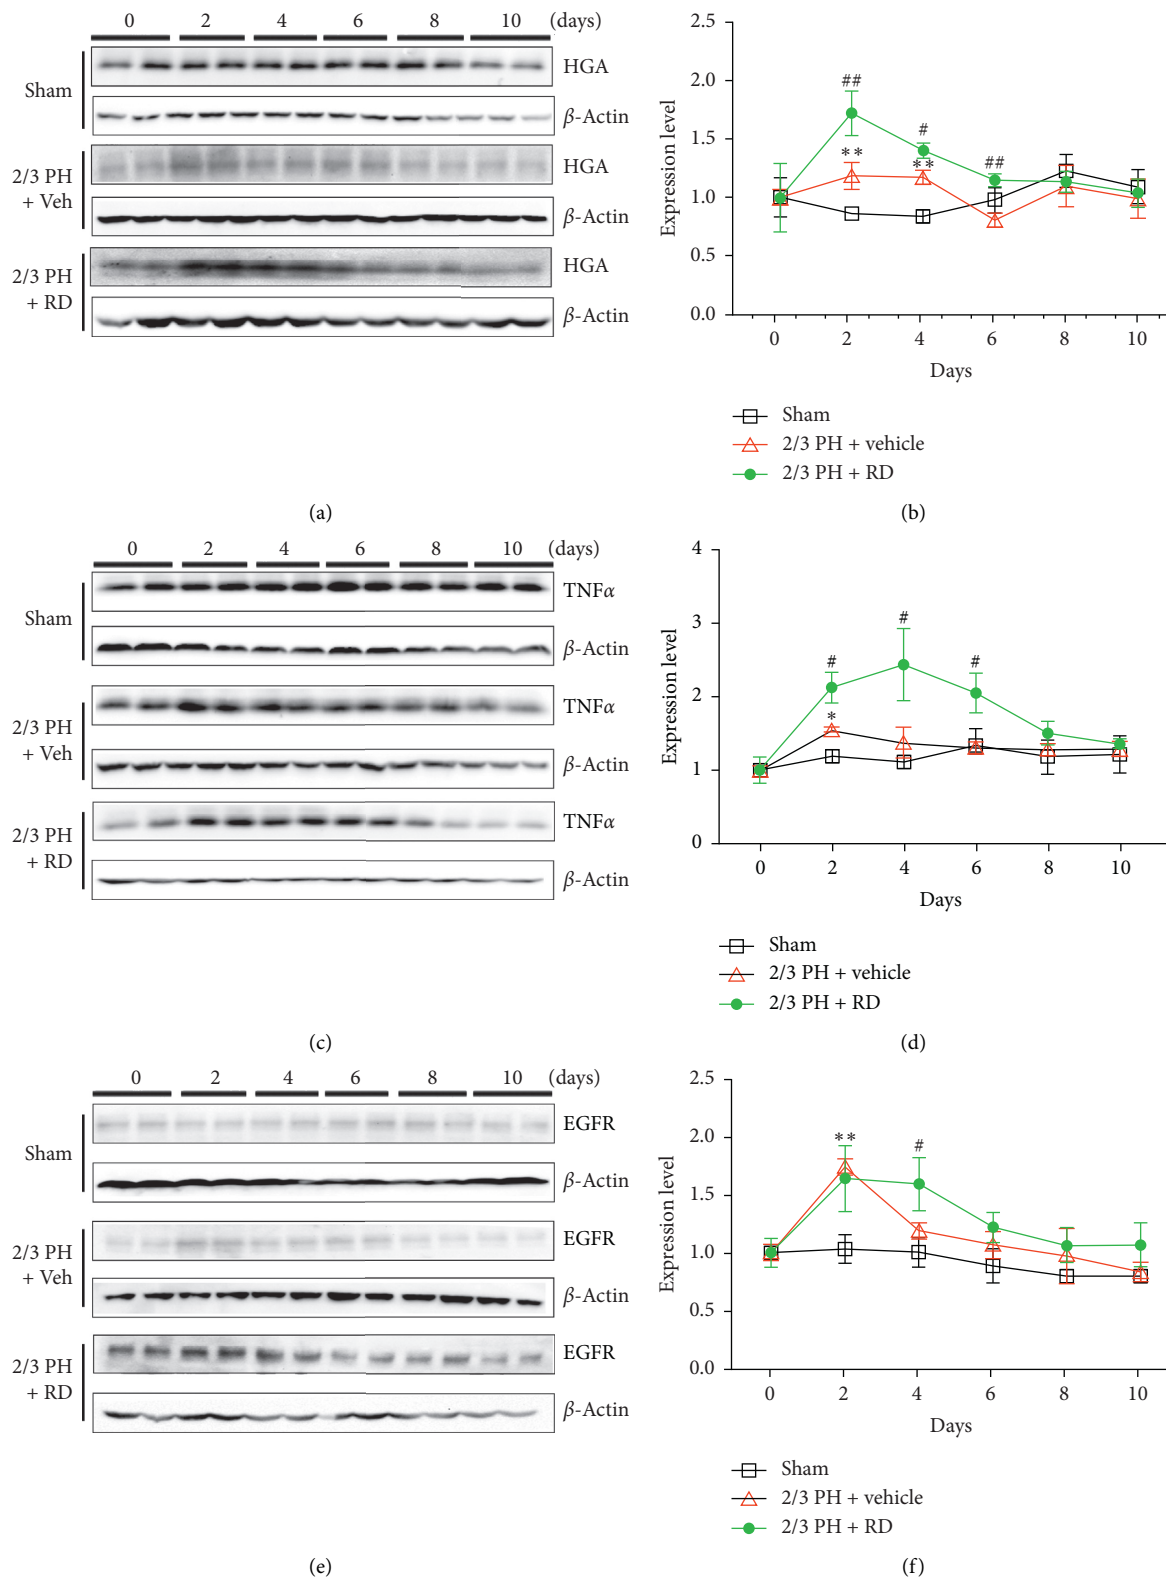 0 2 4 6 8 10 (days)
Sham
HGA
β-Actin
2/3 PH
+ Veh
HGA
β-Actin
2/3 PH
+ RD
HGA
β-Actin
(a)
2.5
2.0
1.5
1.0
0.5
0.0
Expression level
##
#
##
**
**
0 2 4 6 8 10
Days
Sham
2/3 PH + vehicle
2/3 PH + RD
(b)
0 2 4 6 8 10 (days)
Sham
TNFα
β-Actin
2/3 PH
+ Veh
TNFα
β-Actin
2/3 PH
+ RD
TNFα
β-Actin
(c)
4
3
2
1
0
Expression level
#
#
#
*
0 2 4 6 8 10
Days
Sham
2/3 PH + vehicle
2/3 PH + RD
(d)
0 2 4 6 8 10 (days)
Sham
EGFR
β-Actin
2/3 PH
+ Veh
EGFR
β-Actin
2/3 PH
+ RD
EGFR
β-Actin
(e)
2.5
2.0
1.5
1.0
0.5
0.0
Expression level
**
#
0 2 4 6 8 10
Days
Sham
2/3 PH + vehicle
2/3 PH + RD
(f)